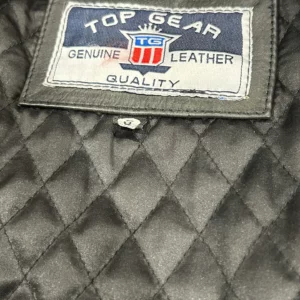 TOP GEAR
TG
GENUINE LEATHER
QUALITY